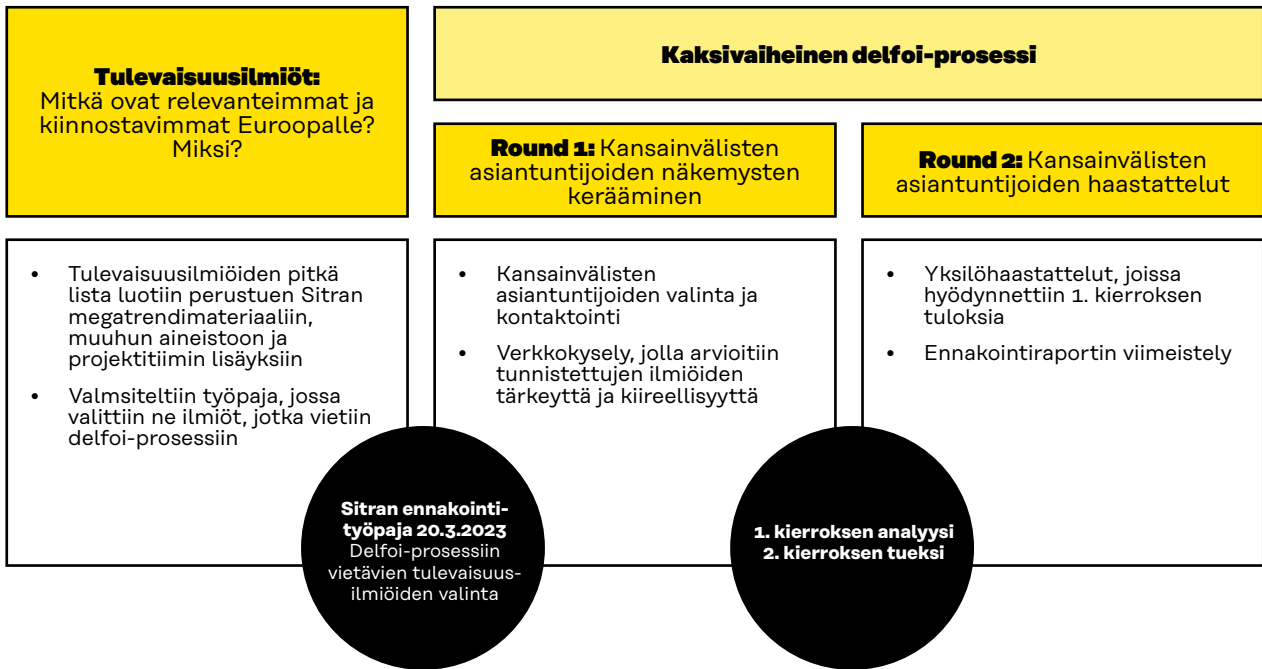 Tulevaisuusilmiöt:
Mitkä ovat relevanteimmat ja
kiinnostavimmat Euroopalle?
Miksi?
Kaksivaiheinen delfoi-prosessi
Round 1: Kansainvälisten
asiantuntijoiden näkemysten
kerääminen
Round 2: Kansainvälisten
asiantuntijoiden haastattelut
• Tulevaisuusilmiöiden pitkä
lista luotiin perustuen Sitran
megatrendimateriaaliin,
muuhun aineistoon ja
projektitiimin lisäyksiin
• Valmsiteltiin työpaja, jossa
valittiin ne ilmiöt, jotka vietiin
delfoi-prosessiin
• Kansainvälisten
asiantuntijoiden valinta ja
kontaktointi
• Verkkokysely, jolla arvioitiin
tunnistettujen ilmiöiden
tärkeyttä ja kiireellisyyttä
• Yksilöhaastattelut, joissa
hyödynnettiin 1. kierroksen
tuloksia
• Ennakointiraportin viimeistely
Sitran ennakointi-
työpaja 20.3.2023
Delfoi-prosessiin
vietävien tulevaisuus-
ilmiöiden valinta
1. kierroksen analyysi
2. kierroksen tueksi